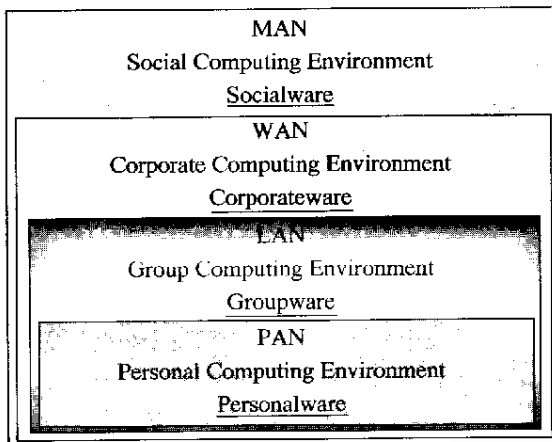 MAN
Social Computing Environment
Socialware
WAN
Corporate Computing Environment
Corporateware
LAN
Group Computing Environment
Groupware
PAN
Personal Computing Environment
Personalware